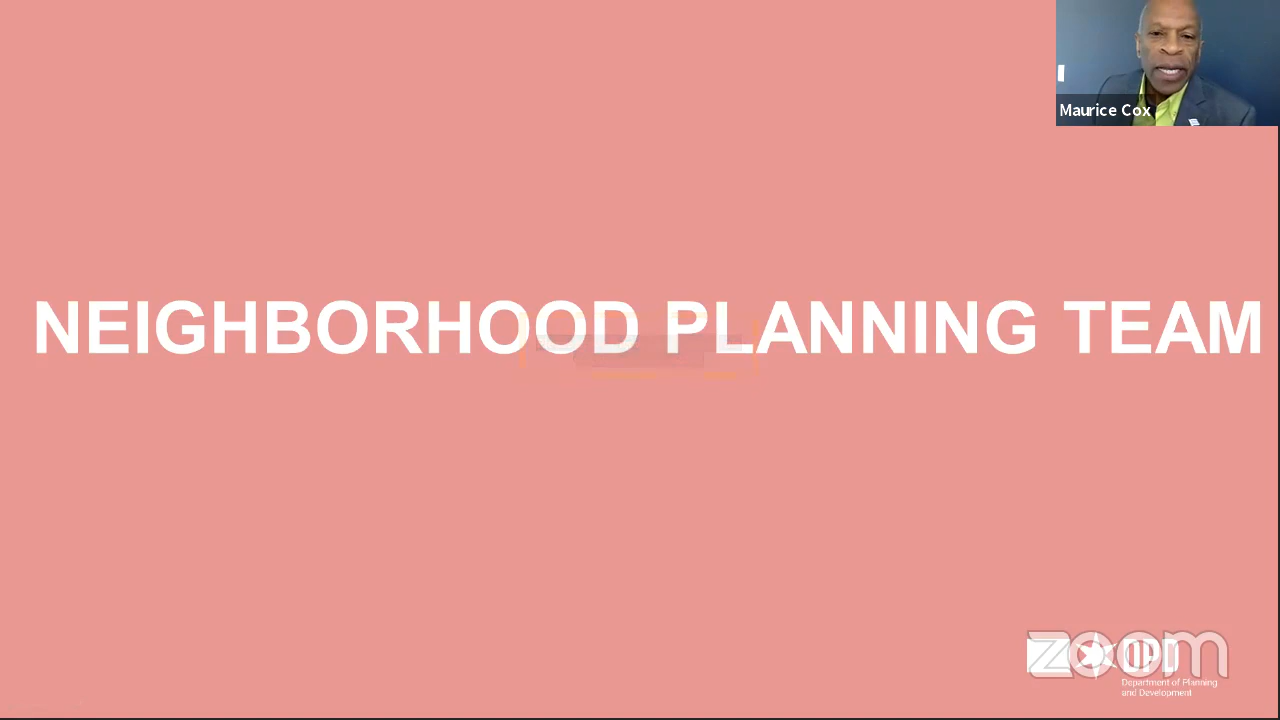 Maurice Cox
NEIGHBORHOOD PLANNING TEAM
zoom
DPD
Department of Planning
and Development